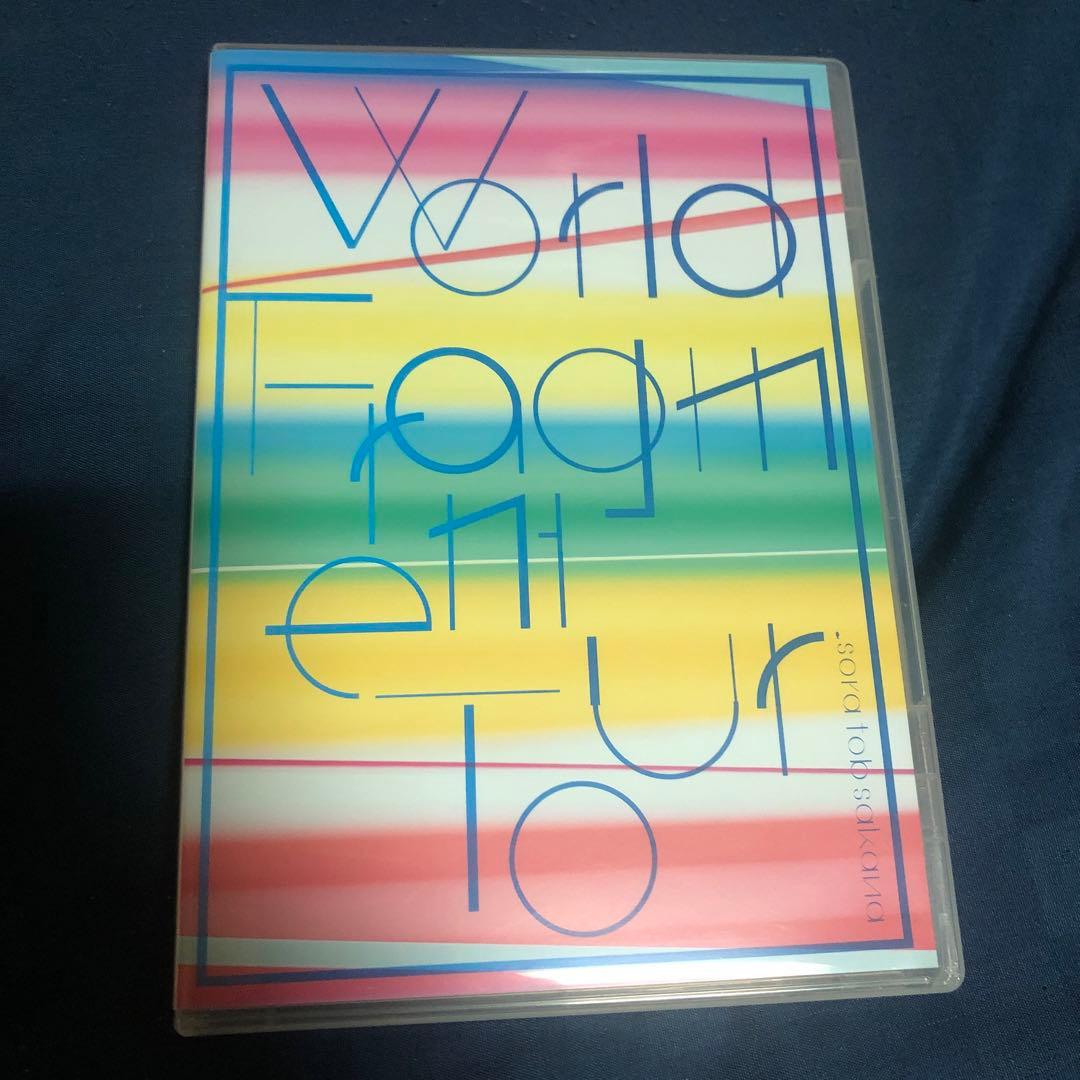 World
Fragm
ent
Tour
sora tob sakana